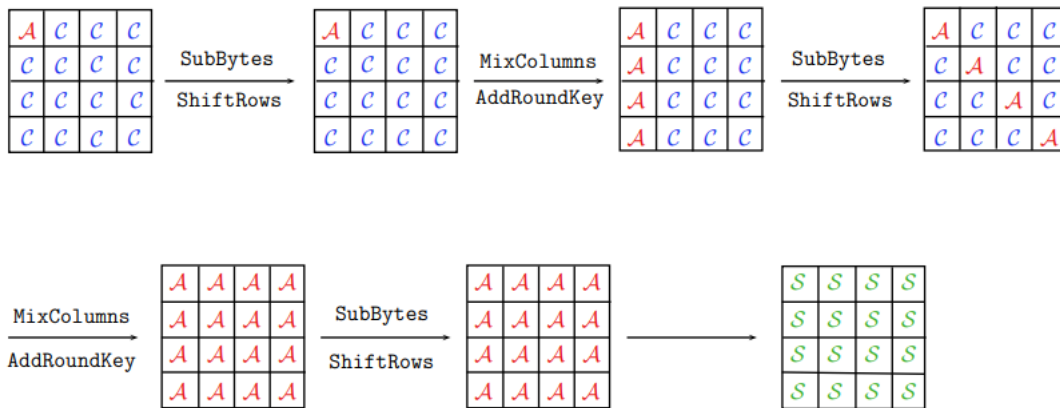 𝒜 𝒞 𝒞 𝒞
𝒞 𝒞 𝒞 𝒞
𝒞 𝒞 𝒞 𝒞
𝒞 𝒞 𝒞 𝒞
SubBytes
ShiftRows
𝒜 𝒞 𝒞 𝒞
𝒞 𝒞 𝒞 𝒞
𝒞 𝒞 𝒞 𝒞
𝒞 𝒞 𝒞 𝒞
MixColumns
AddRoundKey
𝒜 𝒞 𝒞 𝒞
𝒜 𝒞 𝒞 𝒞
𝒜 𝒞 𝒞 𝒞
𝒜 𝒞 𝒞 𝒞
SubBytes
ShiftRows
𝒜 𝒞 𝒞 𝒞
𝒞 𝒜 𝒞 𝒞
𝒞 𝒞 𝒜 𝒞
𝒞 𝒞 𝒞 𝒜
MixColumns
AddRoundKey
𝒜 𝒜 𝒜 𝒜
𝒜 𝒜 𝒜 𝒜
𝒜 𝒜 𝒜 𝒜
𝒜 𝒜 𝒜 𝒜
SubBytes
ShiftRows
𝒜 𝒜 𝒜 𝒜
𝒜 𝒜 𝒜 𝒜
𝒜 𝒜 𝒜 𝒜
𝒜 𝒜 𝒜 𝒜
𝒮 𝒮 𝒮 𝒮
𝒮 𝒮 𝒮 𝒮
𝒮 𝒮 𝒮 𝒮
𝒮 𝒮 𝒮 𝒮